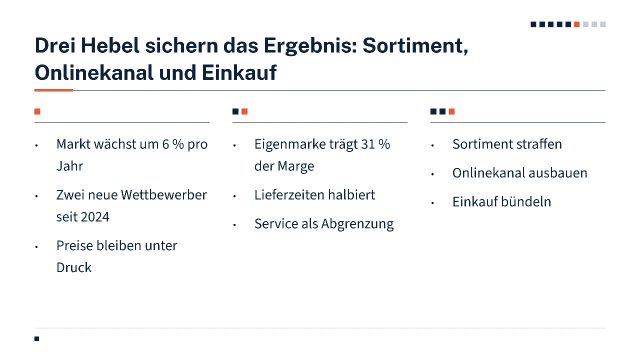 Drei Hebel sichern das Ergebnis: Sortiment,
Onlinekanal und Einkauf
• Markt wächst um 6 % pro
Jahr
• Zwei neue Wettbewerber
seit 2024
• Preise bleiben unter
Druck
• Eigenmarke trägt 31 %
der Marge
• Lieferzeiten halbiert
• Service als Abgrenzung
• Sortiment straffen
• Onlinekanal ausbauen
• Einkauf bündeln